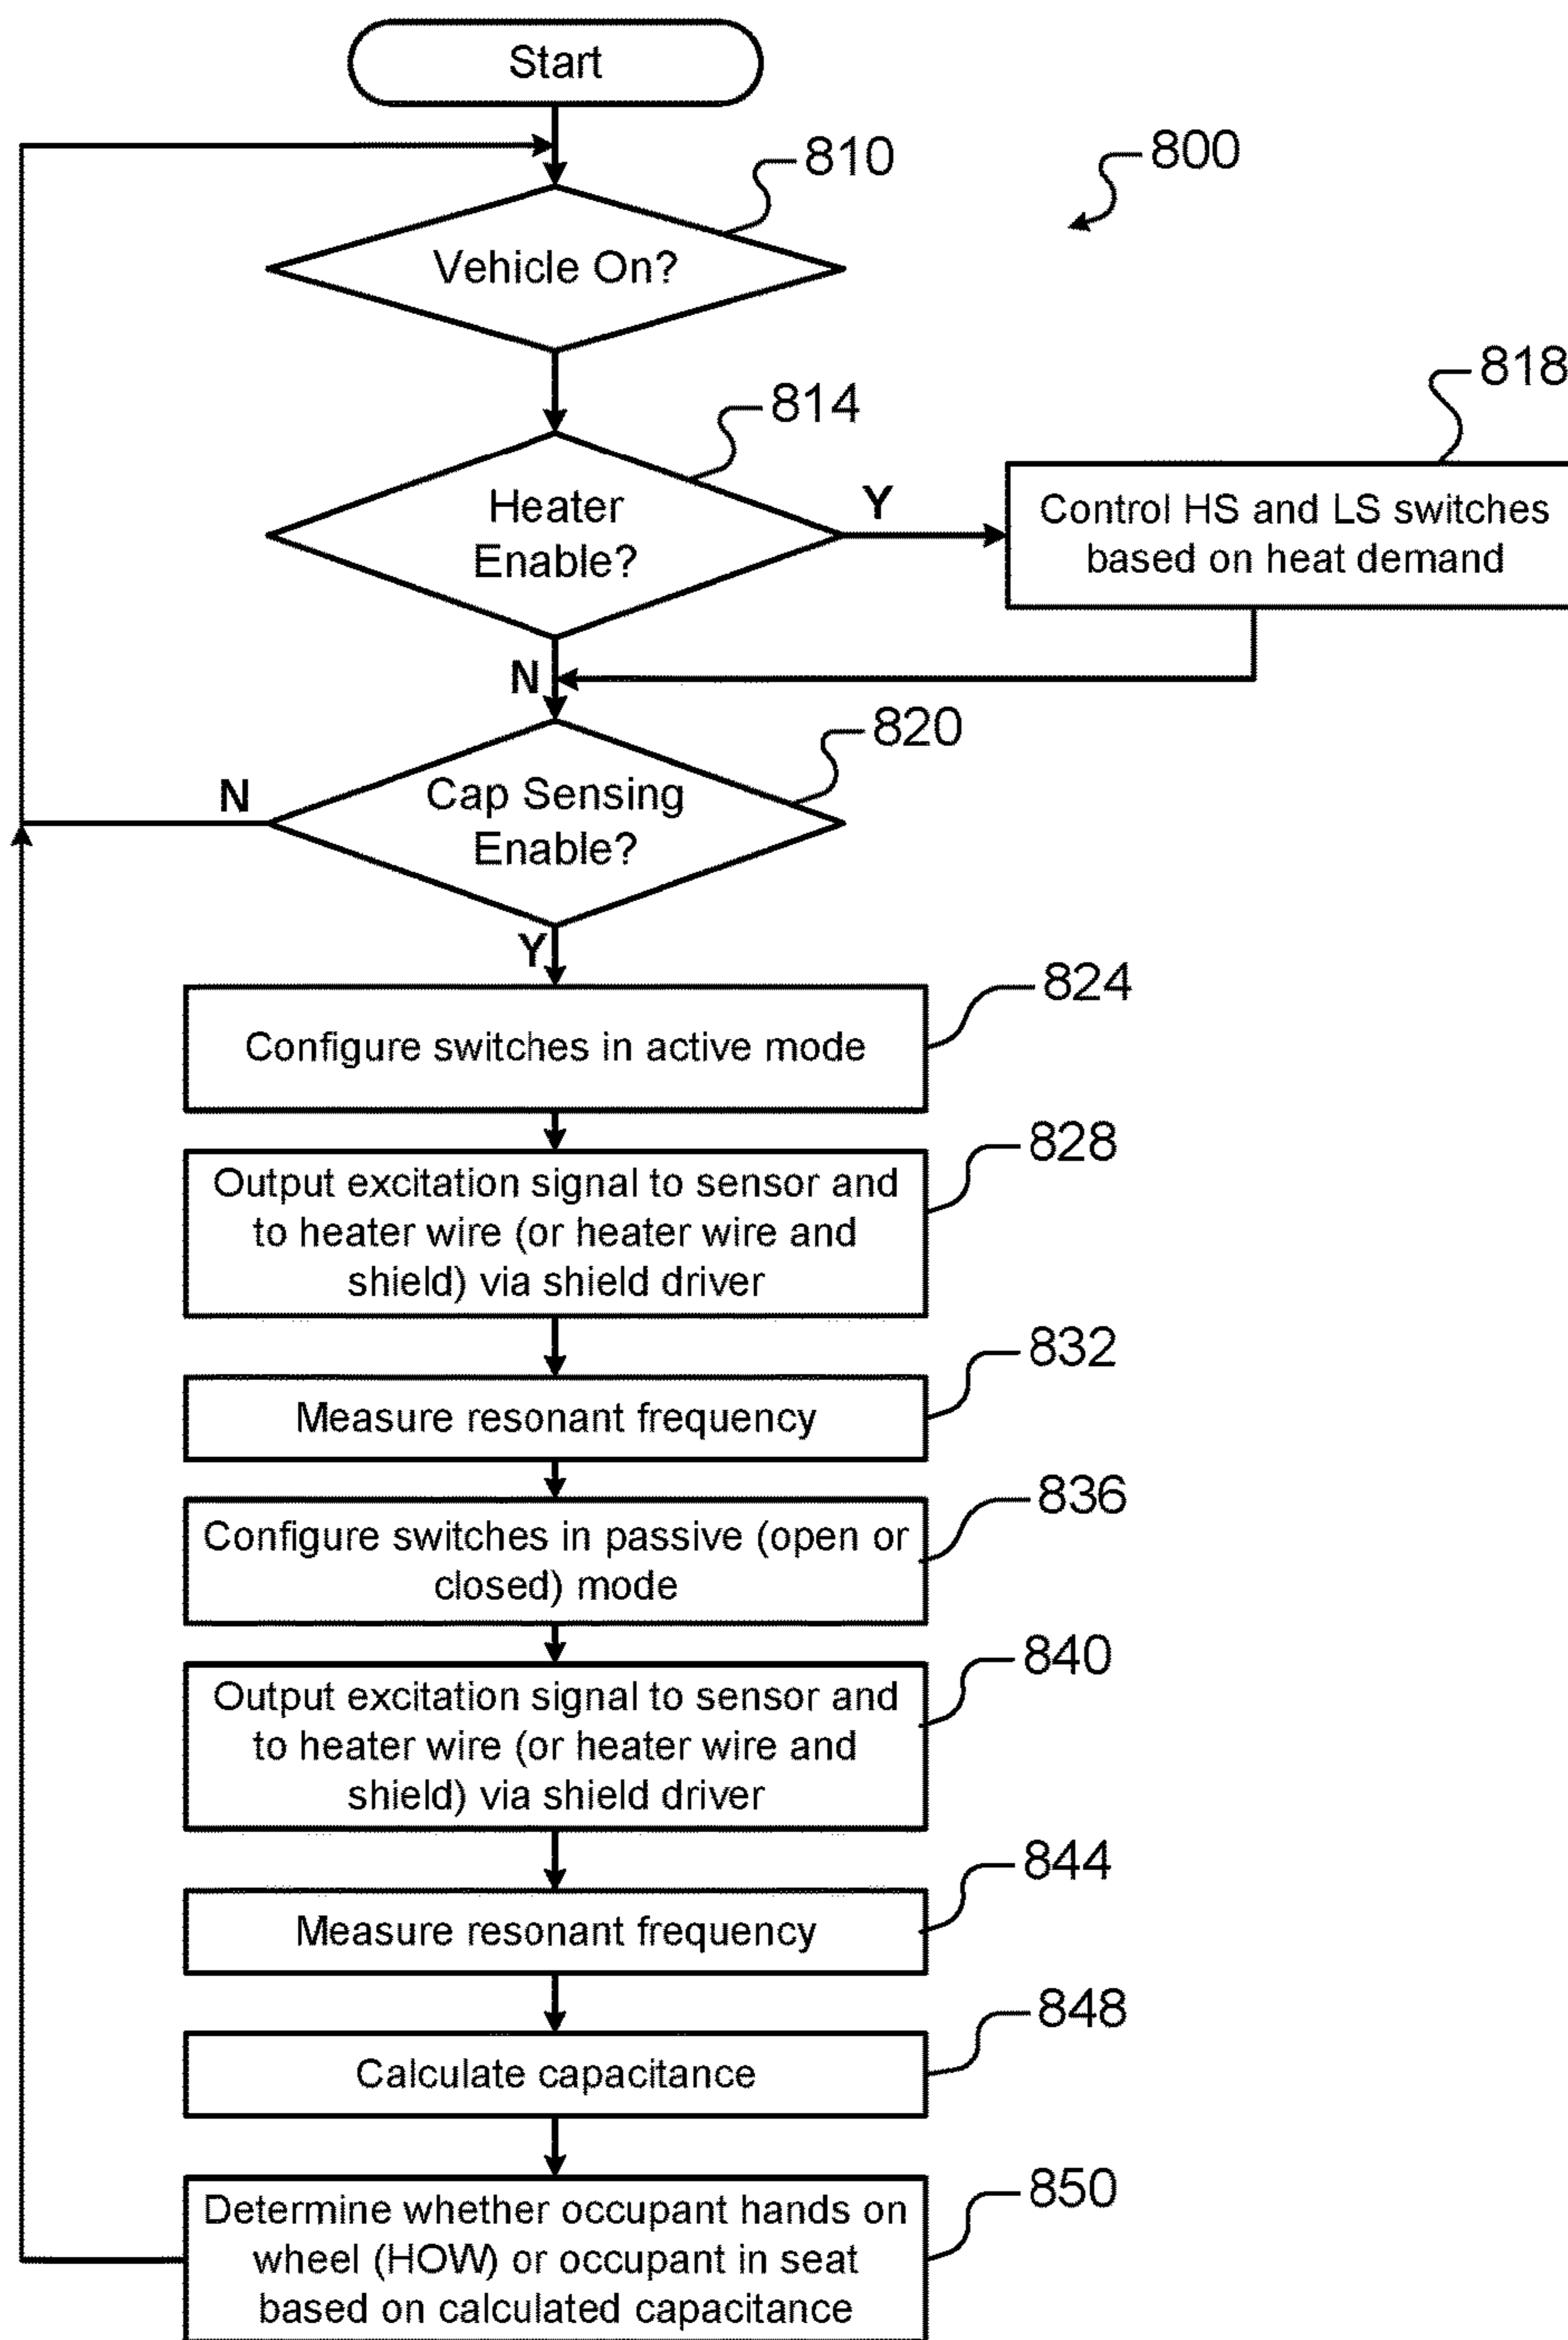 Start
810
800
Vehicle On?
814
818
Heater
Enable?
Y
Control HS and LS switches
based on heat demand
N
820
N
Cap Sensing
Enable?
Y
824
Configure switches in active mode
828
Output excitation signal to sensor and
to heater wire (or heater wire and
shield) via shield driver
832
Measure resonant frequency
836
Configure switches in passive (open or
closed) mode
840
Output excitation signal to sensor and
to heater wire (or heater wire and
shield) via shield driver
844
Measure resonant frequency
848
Calculate capacitance
850
Determine whether occupant hands on
wheel (HOW) or occupant in seat
based on calculated capacitance